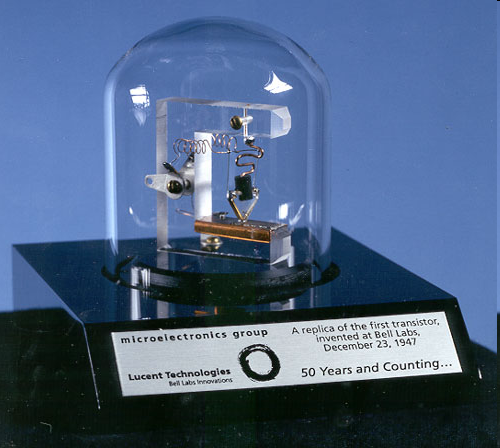 microelectronics group
Lucent Technologies
Bell Labs Innovations
A replica of the first transistor,
invented at Bell Labs,
December 23, 1947
50 Years and Counting...